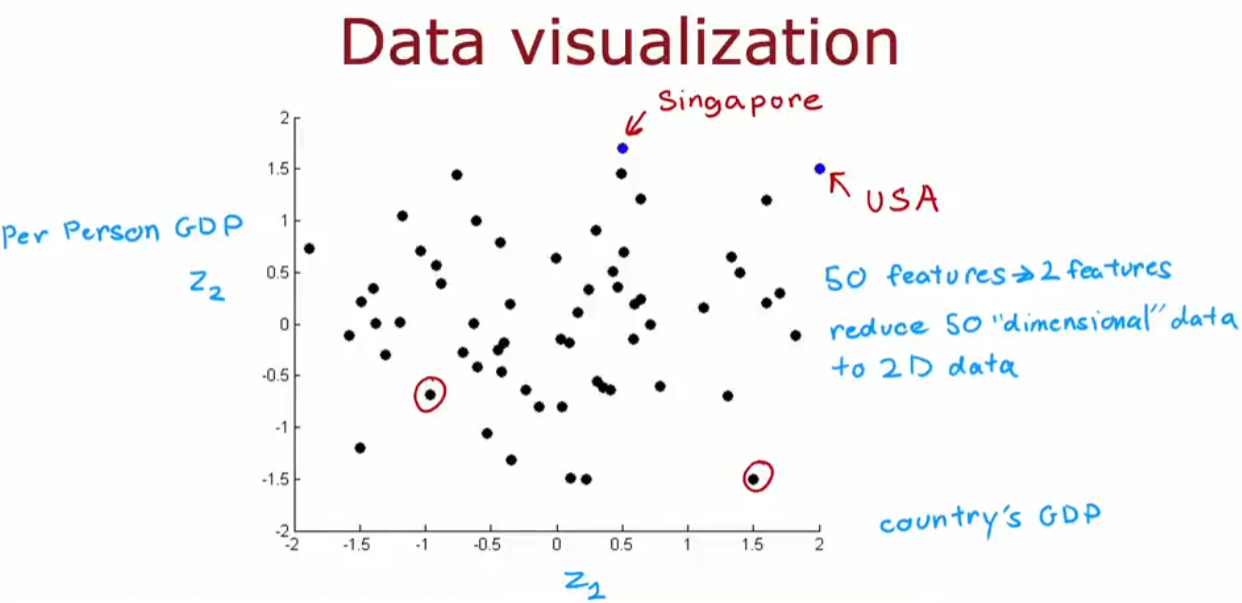 Data visualization
Singapore
USA
Per Person GDP
z2
50 features → 2 features
reduce 50 "dimensional" data
to 2D data
country's GDP
2
1.5
1
0.5
0
-0.5
-1
-1.5
-2
-2 -1.5 -1 -0.5 0 0.5 1 1.5 2
z2